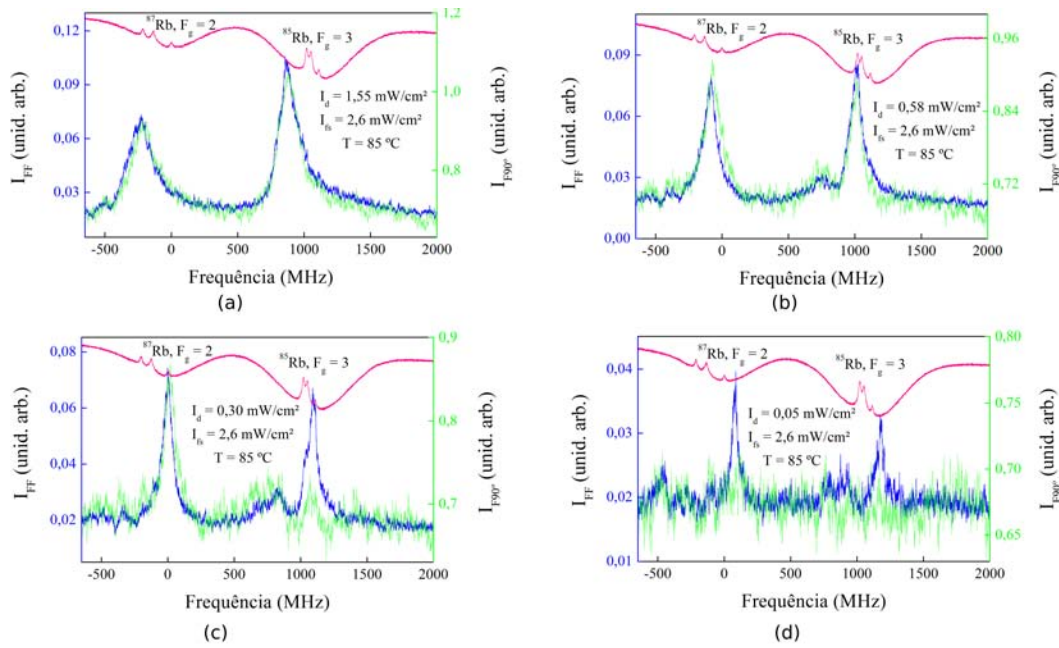 0,12
0,09
0,06
0,03
I_FF (unid. arb.)
⁸⁷Rb, F_g = 2
⁸⁵Rb, F_g = 3
I_d = 1,55 mW/cm²
I_fs = 2,6 mW/cm²
T = 85 ºC
1,2
1,0
0,8
0,7
I_F90° (unid. arb.)
-500 0 500 1000 1500 2000
Frequência (MHz)
(a)
0,09
0,06
0,03
0,00
I_FF (unid. arb.)
⁸⁷Rb, F_g = 2
⁸⁵Rb, F_g = 3
I_d = 0,58 mW/cm²
I_fs = 2,6 mW/cm²
T = 85 ºC
0,96
0,84
0,72
I_F90° (unid. arb.)
-500 0 500 1000 1500 2000
Frequência (MHz)
(b)
0,08
0,06
0,04
0,02
I_FF (unid. arb.)
⁸⁷Rb, F_g = 2
⁸⁵Rb, F_g = 3
I_d = 0,30 mW/cm²
I_fs = 2,6 mW/cm²
T = 85 ºC
0,9
0,8
0,7
I_F90° (unid. arb.)
-500 0 500 1000 1500 2000
Frequência (MHz)
(c)
0,04
0,03
0,02
0,01
I_FF (unid. arb.)
⁸⁷Rb, F_g = 2
⁸⁵Rb, F_g = 3
I_d = 0,05 mW/cm²
I_fs = 2,6 mW/cm²
T = 85 ºC
0,80
0,75
0,70
0,65
I_F90° (unid. arb.)
-500 0 500 1000 1500 2000
Frequência (MHz)
(d)